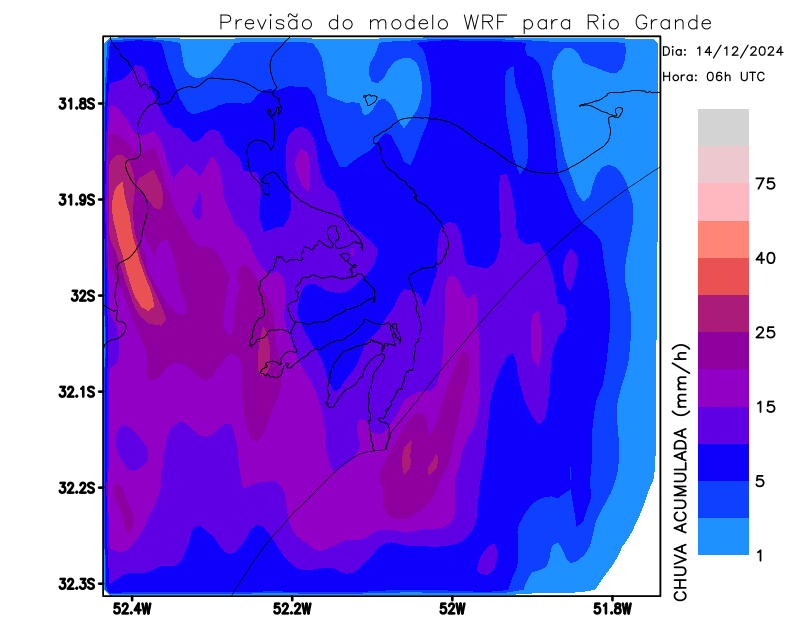 Previsão do modelo WRF para Rio Grande
Dia: 14/12/2024
Hora: 06h UTC
31.8S
31.9S
32S
32.1S
32.2S
32.3S
52.4W
52.2W
52W
51.8W
75
40
25
15
5
1
CHUVA ACUMULADA (mm/h)